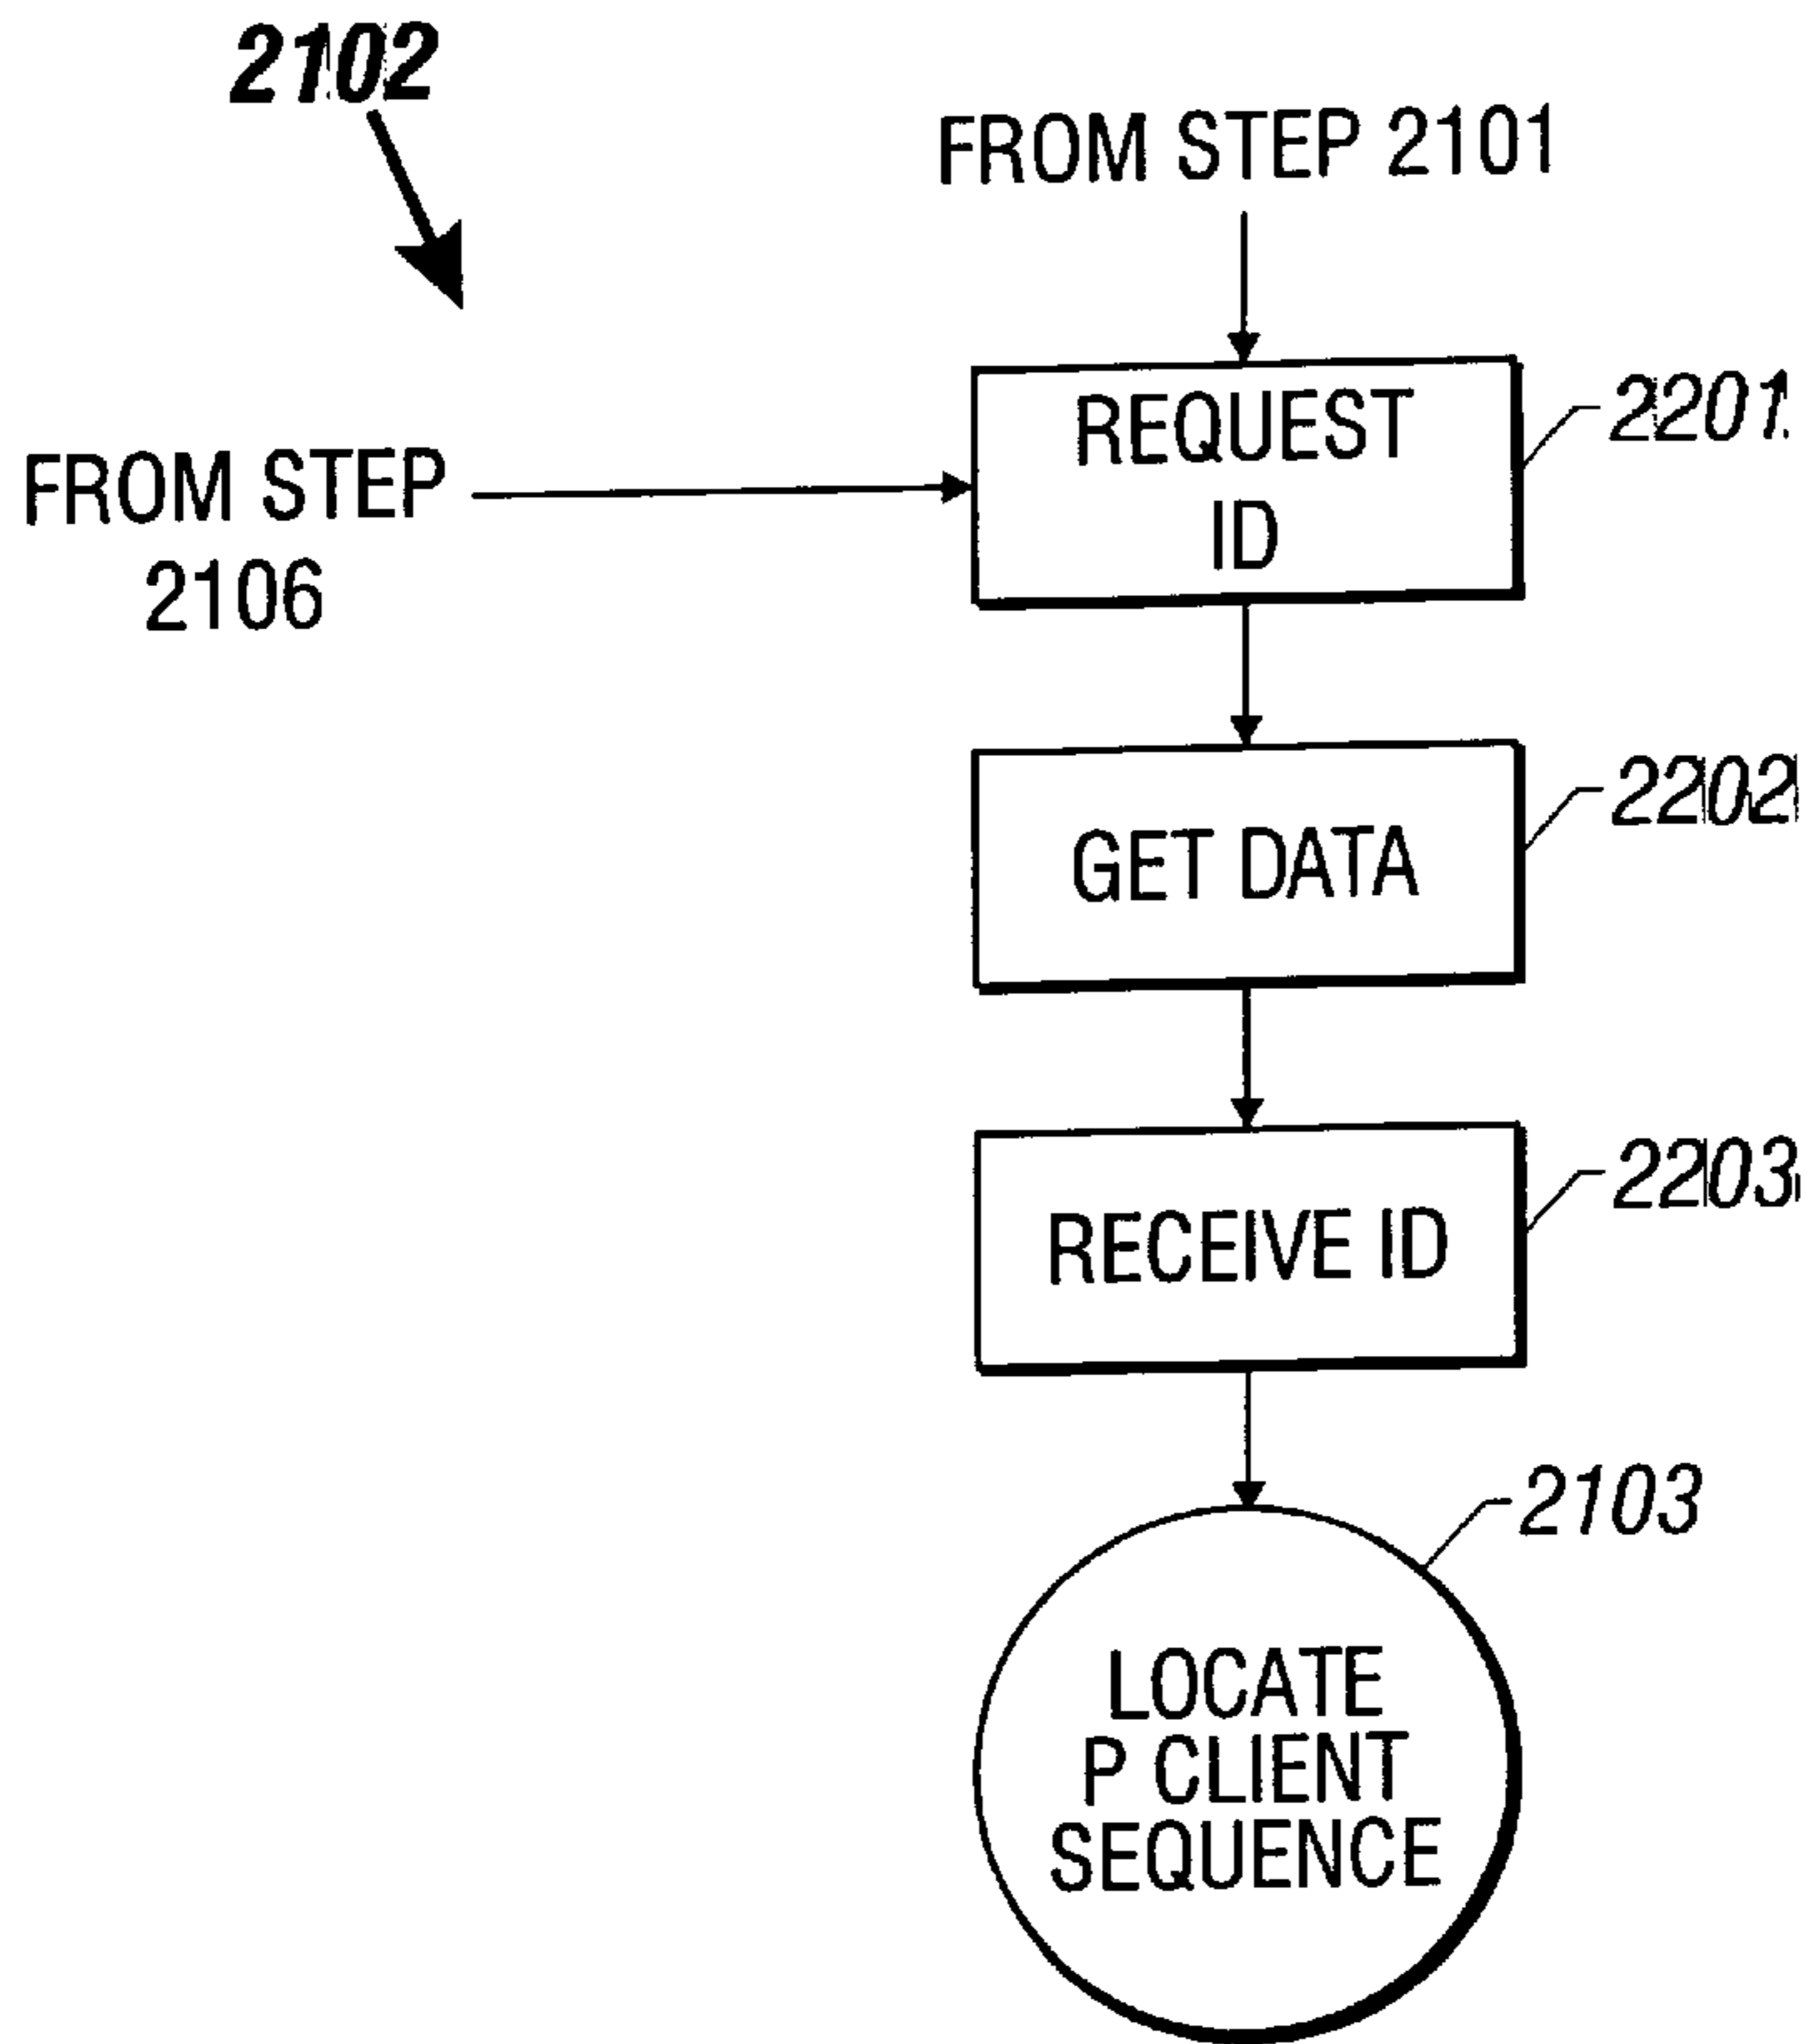 2102
FROM STEP 2101
REQUEST
ID
2201
FROM STEP
2106
GET DATA
2202
RECEIVE ID
2203
2103
LOCATE
P CLIENT
SEQUENCE